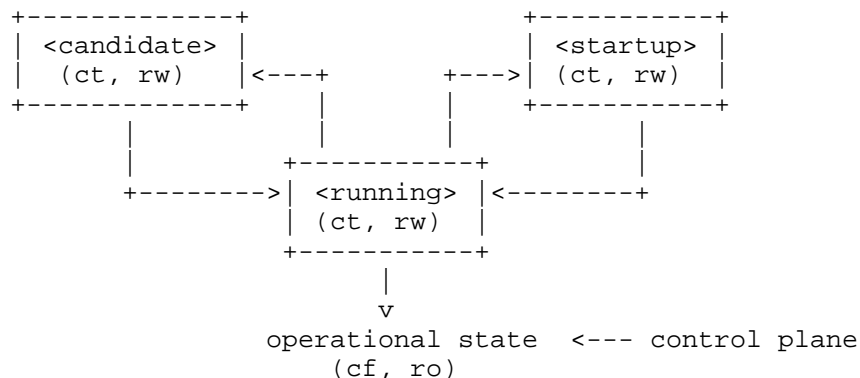 +-------------+                 +-----------+
| <candidate> |                 | <startup> |
|  (ct, rw)   |<---+       +--->| (ct, rw)  |
+-------------+    |       |    +-----------+
       |           |       |           |
       |         +-----------+         |
       +-------->| <running> |<--------+
                 | (ct, rw)  |
                 +-----------+
                       |
                       v
                operational state  <--- control plane
                    (cf, ro)